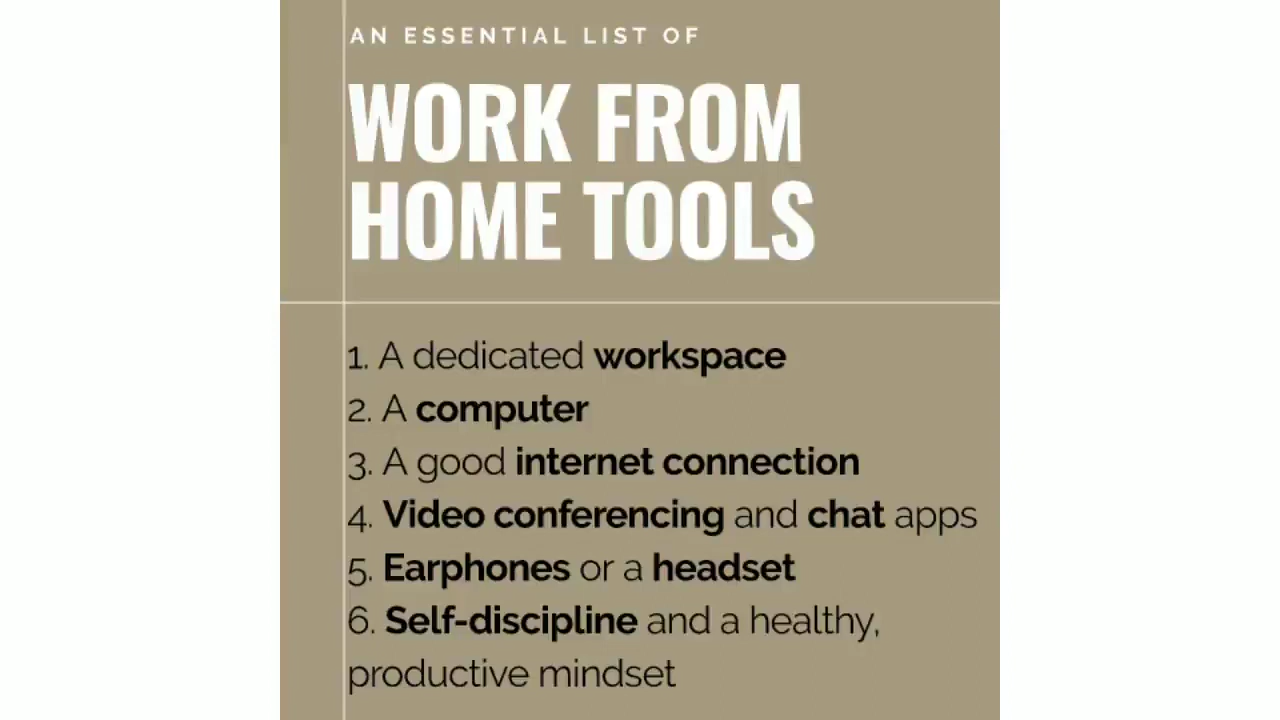 AN ESSENTIAL LIST OF
WORK FROM
HOME TOOLS
1. A dedicated workspace
2. A computer
3. A good internet connection
4. Video conferencing and chat apps
5. Earphones or a headset
6. Self-discipline and a healthy,
productive mindset